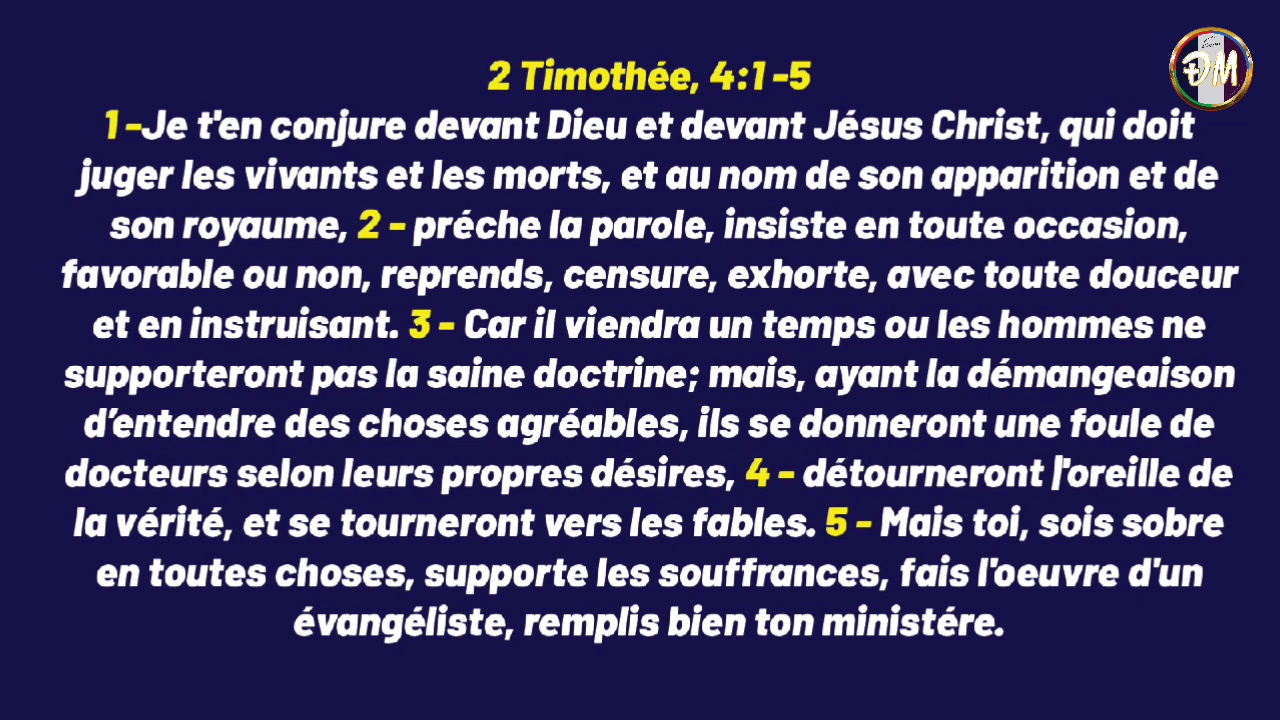 2 Timothée, 4:1 -5
1 -Je t'en conjure devant Dieu et devant Jésus Christ, qui doit
juger les vivants et les morts, et au nom de son apparition et de
son royaume, 2 - préche la parole, insiste en toute occasion,
favorable ou non, reprends, censure, exhorte, avec toute douceur
et en instruisant. 3 - Car il viendra un temps ou les hommes ne
supporteront pas la saine doctrine; mais, ayant la démangeaison
d’entendre des choses agréables, ils se donneront une foule de
docteurs selon leurs propres désires, 4 - détourneront |'oreille de
la vérité, et se tourneront vers les fables. 5 - Mais toi, sois sobre
en toutes choses, supporte les souffrances, fais l'oeuvre d'un
évangéliste, remplis bien ton ministére.
ĐM